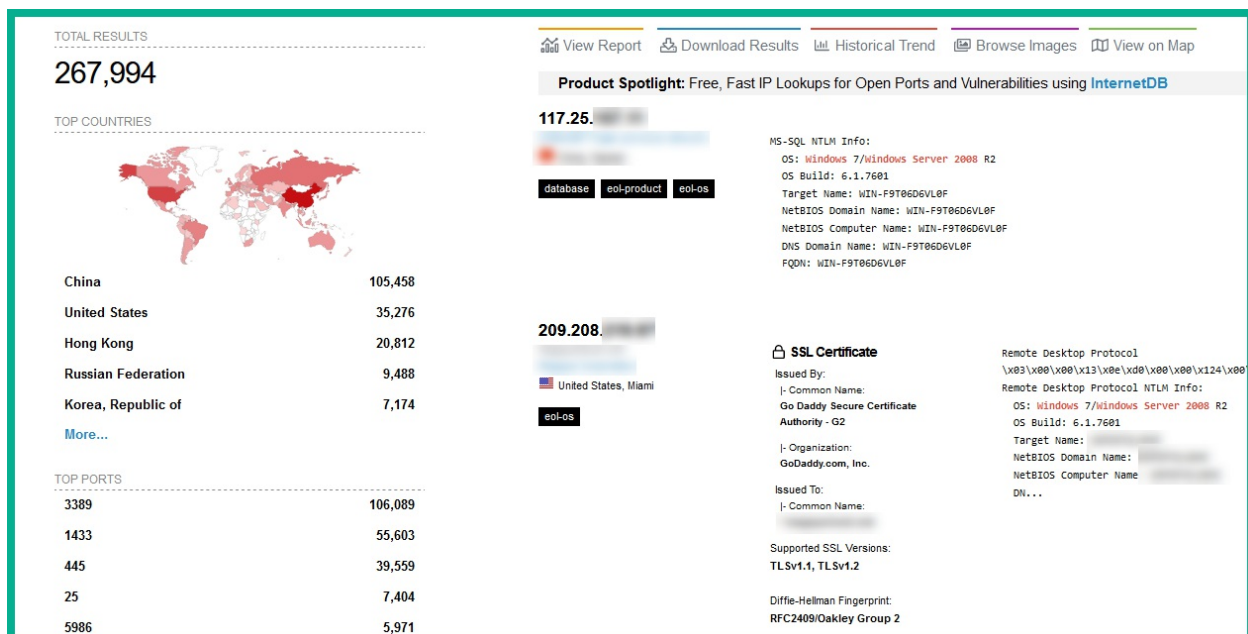 TOTAL RESULTS
267,994
TOP COUNTRIES
China 105,458
United States 35,276
Hong Kong 20,812
Russian Federation 9,488
Korea, Republic of 7,174
More...
TOP PORTS
3389 106,089
1433 55,603
445 39,559
25 7,404
5986 5,971
View Report Download Results Historical Trend Browse Images View on Map
Product Spotlight: Free, Fast IP Lookups for Open Ports and Vulnerabilities using InternetDB
117.25.
database eol-product eol-os
MS-SQL NTLM Info:
OS: Windows 7/Windows Server 2008 R2
OS Build: 6.1.7601
Target Name: WIN-F9T06D6VL0F
NetBIOS Domain Name: WIN-F9T06D6VL0F
NetBIOS Computer Name: WIN-F9T06D6VL0F
DNS Domain Name: WIN-F9T06D6VL0F
FQDN: WIN-F9T06D6VL0F
209.208.
United States, Miami
eol-os
SSL Certificate
Issued By:
|- Common Name:
Go Daddy Secure Certificate
Authority - G2
|- Organization:
GoDaddy.com, Inc.
Issued To:
|- Common Name:
Supported SSL Versions:
TLSv1.1, TLSv1.2
Diffie-Hellman Fingerprint:
RFC2409/Oakley Group 2
Remote Desktop Protocol
\x03\x00\x00\x13\x0e\xd0\x00\x00\x124\x00
Remote Desktop Protocol NTLM Info:
OS: Windows 7/Windows Server 2008 R2
OS Build: 6.1.7601
Target Name:
NetBIOS Domain Name:
NetBIOS Computer Name
DN...